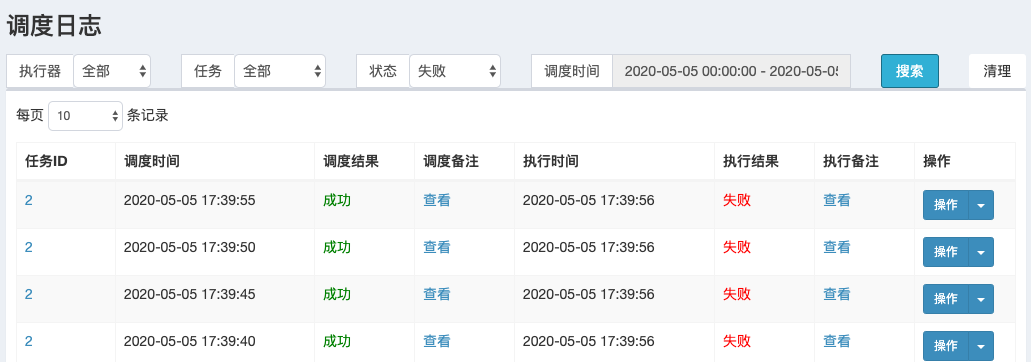 调度日志
执行器 全部 任务 全部 状态 失败 调度时间 2020-05-05 00:00:00 - 2020-05-05 搜索 清理
每页 10 条记录
任务ID 调度时间 调度结果 调度备注 执行时间 执行结果 执行备注 操作
2 2020-05-05 17:39:55 成功 查看 2020-05-05 17:39:56 失败 查看 操作
2 2020-05-05 17:39:50 成功 查看 2020-05-05 17:39:56 失败 查看 操作
2 2020-05-05 17:39:45 成功 查看 2020-05-05 17:39:56 失败 查看 操作
2 2020-05-05 17:39:40 成功 查看 2020-05-05 17:39:56 失败 查看 操作